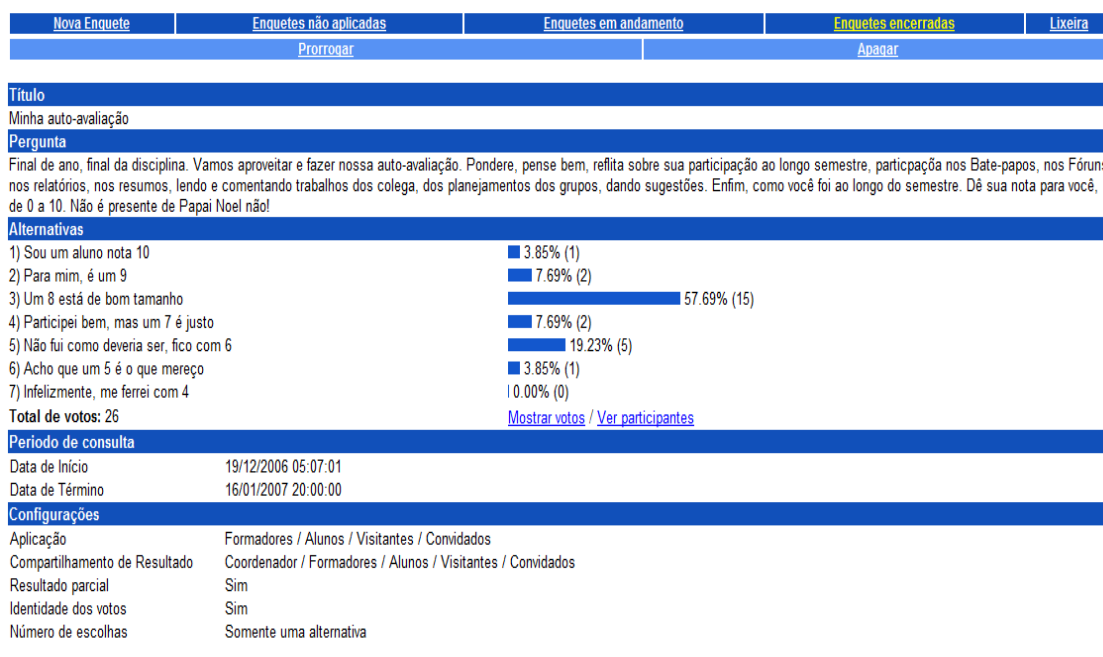 Nova Enquete Enquetes não aplicadas Enquetes em andamento Enquetes encerradas Lixeira
Prorrogar Apagar
Título
Minha auto-avaliação
Pergunta
Final de ano, final da disciplina. Vamos aproveitar e fazer nossa auto-avaliação. Pondere, pense bem, reflita sobre sua participação ao longo semestre, particpaçõa nos Bate-papos, nos Fóruns
nos relatórios, nos resumos, lendo e comentando trabalhos dos colega, dos planejamentos dos grupos, dando sugestões. Enfim, como você foi ao longo do semestre. Dê sua nota para você,
de 0 a 10. Não é presente de Papai Noel não!
Alternativas
1) Sou um aluno nota 10 3.85% (1)
2) Para mim, é um 9 7.69% (2)
3) Um 8 está de bom tamanho 57.69% (15)
4) Participei bem, mas um 7 é justo 7.69% (2)
5) Não fui como deveria ser, fico com 6 19.23% (5)
6) Acho que um 5 é o que mereço 3.85% (1)
7) Infelizmente, me ferrei com 4 0.00% (0)
Total de votos: 26 Mostrar votos / Ver participantes
Periodo de consulta
Data de Início 19/12/2006 05:07:01
Data de Término 16/01/2007 20:00:00
Configurações
Aplicação Formadores / Alunos / Visitantes / Convidados
Compartilhamento de Resultado Coordenador / Formadores / Alunos / Visitantes / Convidados
Resultado parcial Sim
Identidade dos votos Sim
Número de escolhas Somente uma alternativa